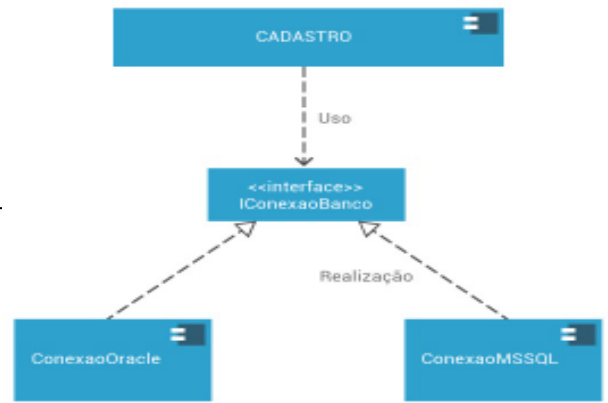 CADASTRO
Uso
<<interface>>
IConexaoBanco
Realização
ConexaoOracle
ConexaoMSSQL